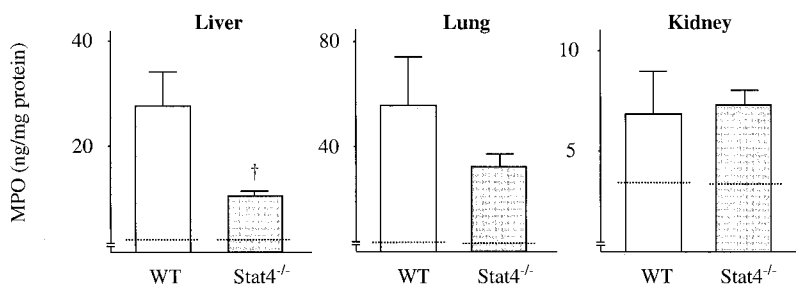 Liver
Lung
Kidney
MPO (ng/mg protein)
40
20
†
WT
Stat4-/-
80
40
WT
Stat4-/-
10
5
WT
Stat4-/-